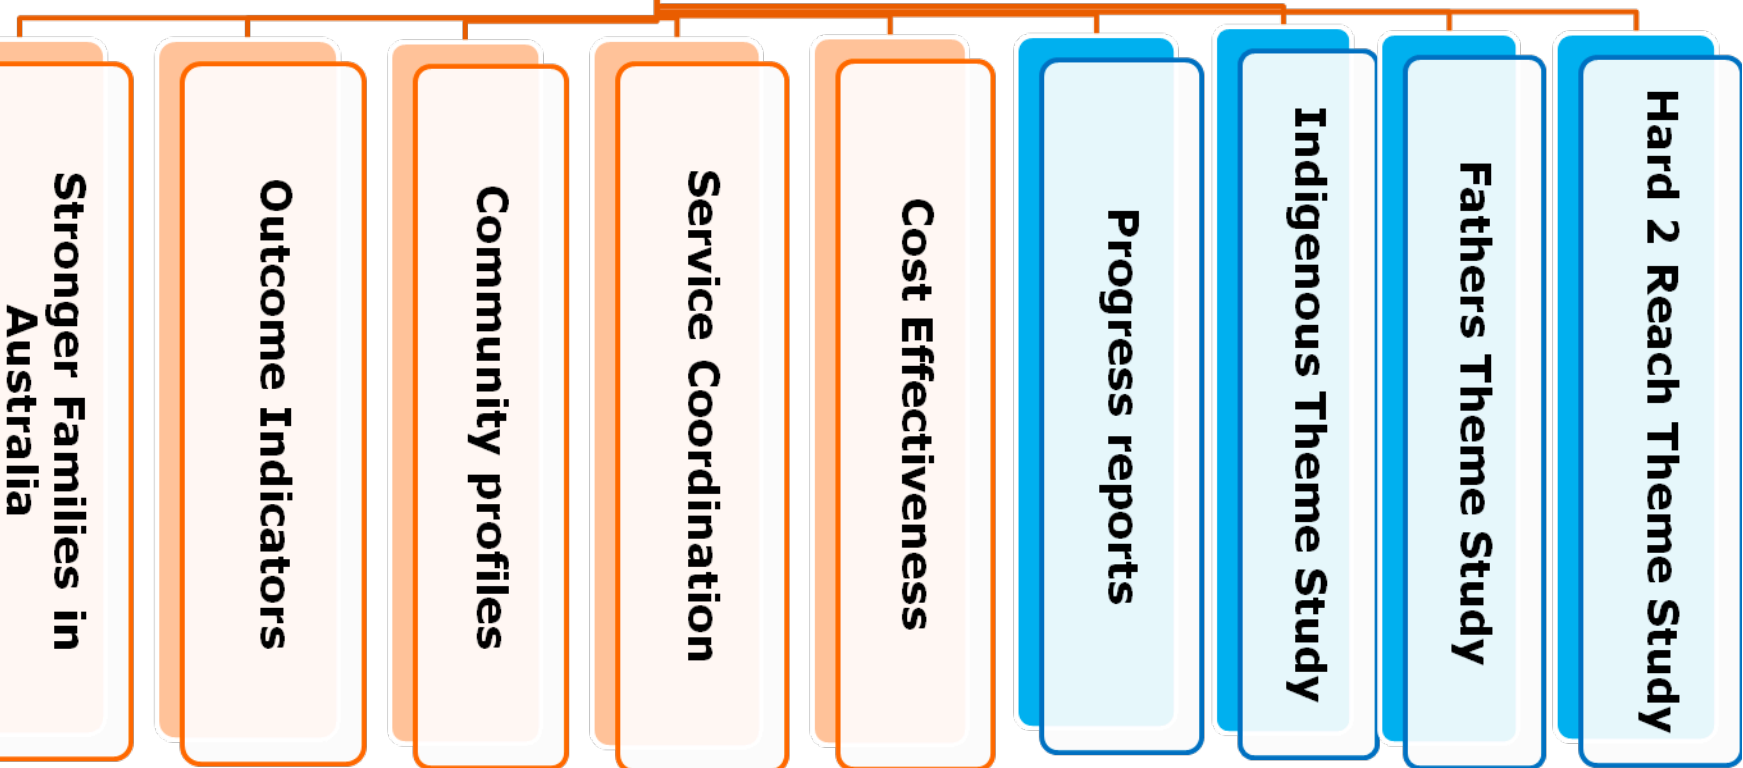 Stronger Families in
Australia
Outcome Indicators
Community profiles
Service Coordination
Cost Effectiveness
Progress reports
Indigenous Theme Study
Fathers Theme Study
Hard 2 Reach Theme Study